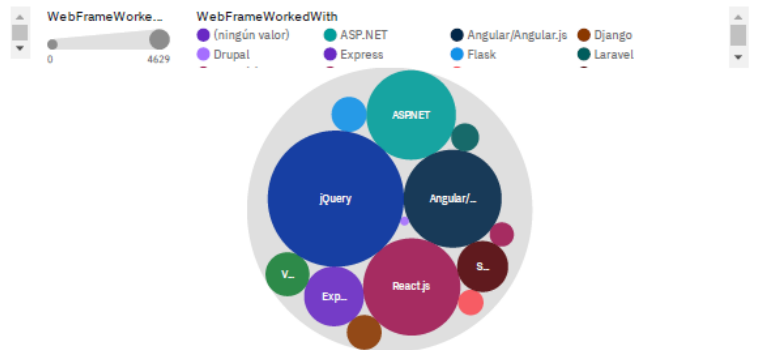 WebFrameWorke...
WebFrameWorkedWith
(ningún valor)
ASP.NET
Angular/Angular.js
Django
Drupal
Express
Flask
Laravel
0
4629
ASP.NET
jQuery
Angular/...
V...
Exp...
React.js
S...